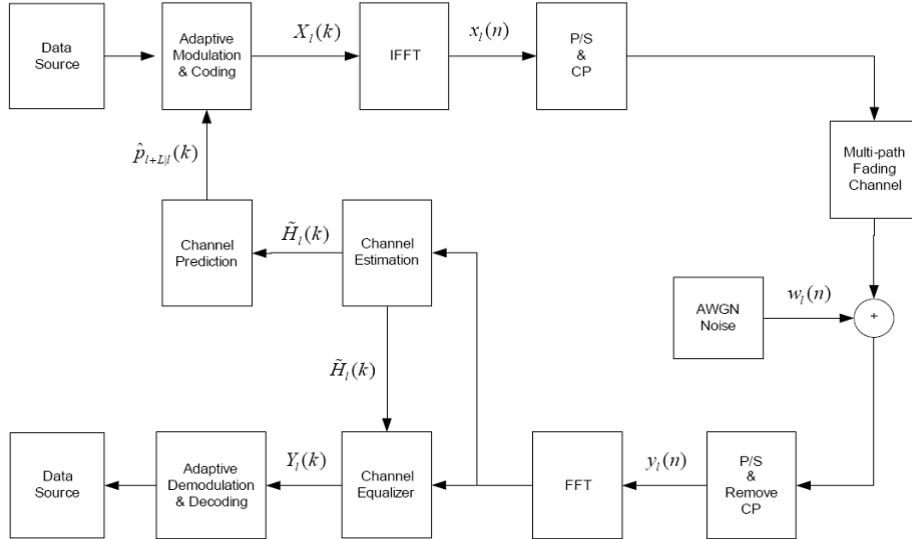 Data
Source
Adaptive
Modulation
& Coding
X_l(k)
IFFT
x_l(n)
P/S
&
CP
p̂_{l+L|l}(k)
Multi-path
Fading
Channel
Channel
Prediction
H̃_l(k)
Channel
Estimation
AWGN
Noise
w_l(n)
+
H̃_l(k)
Data
Source
Adaptive
Demodulation
& Decoding
Y_l(k)
Channel
Equalizer
FFT
y_l(n)
P/S
&
Remove
CP